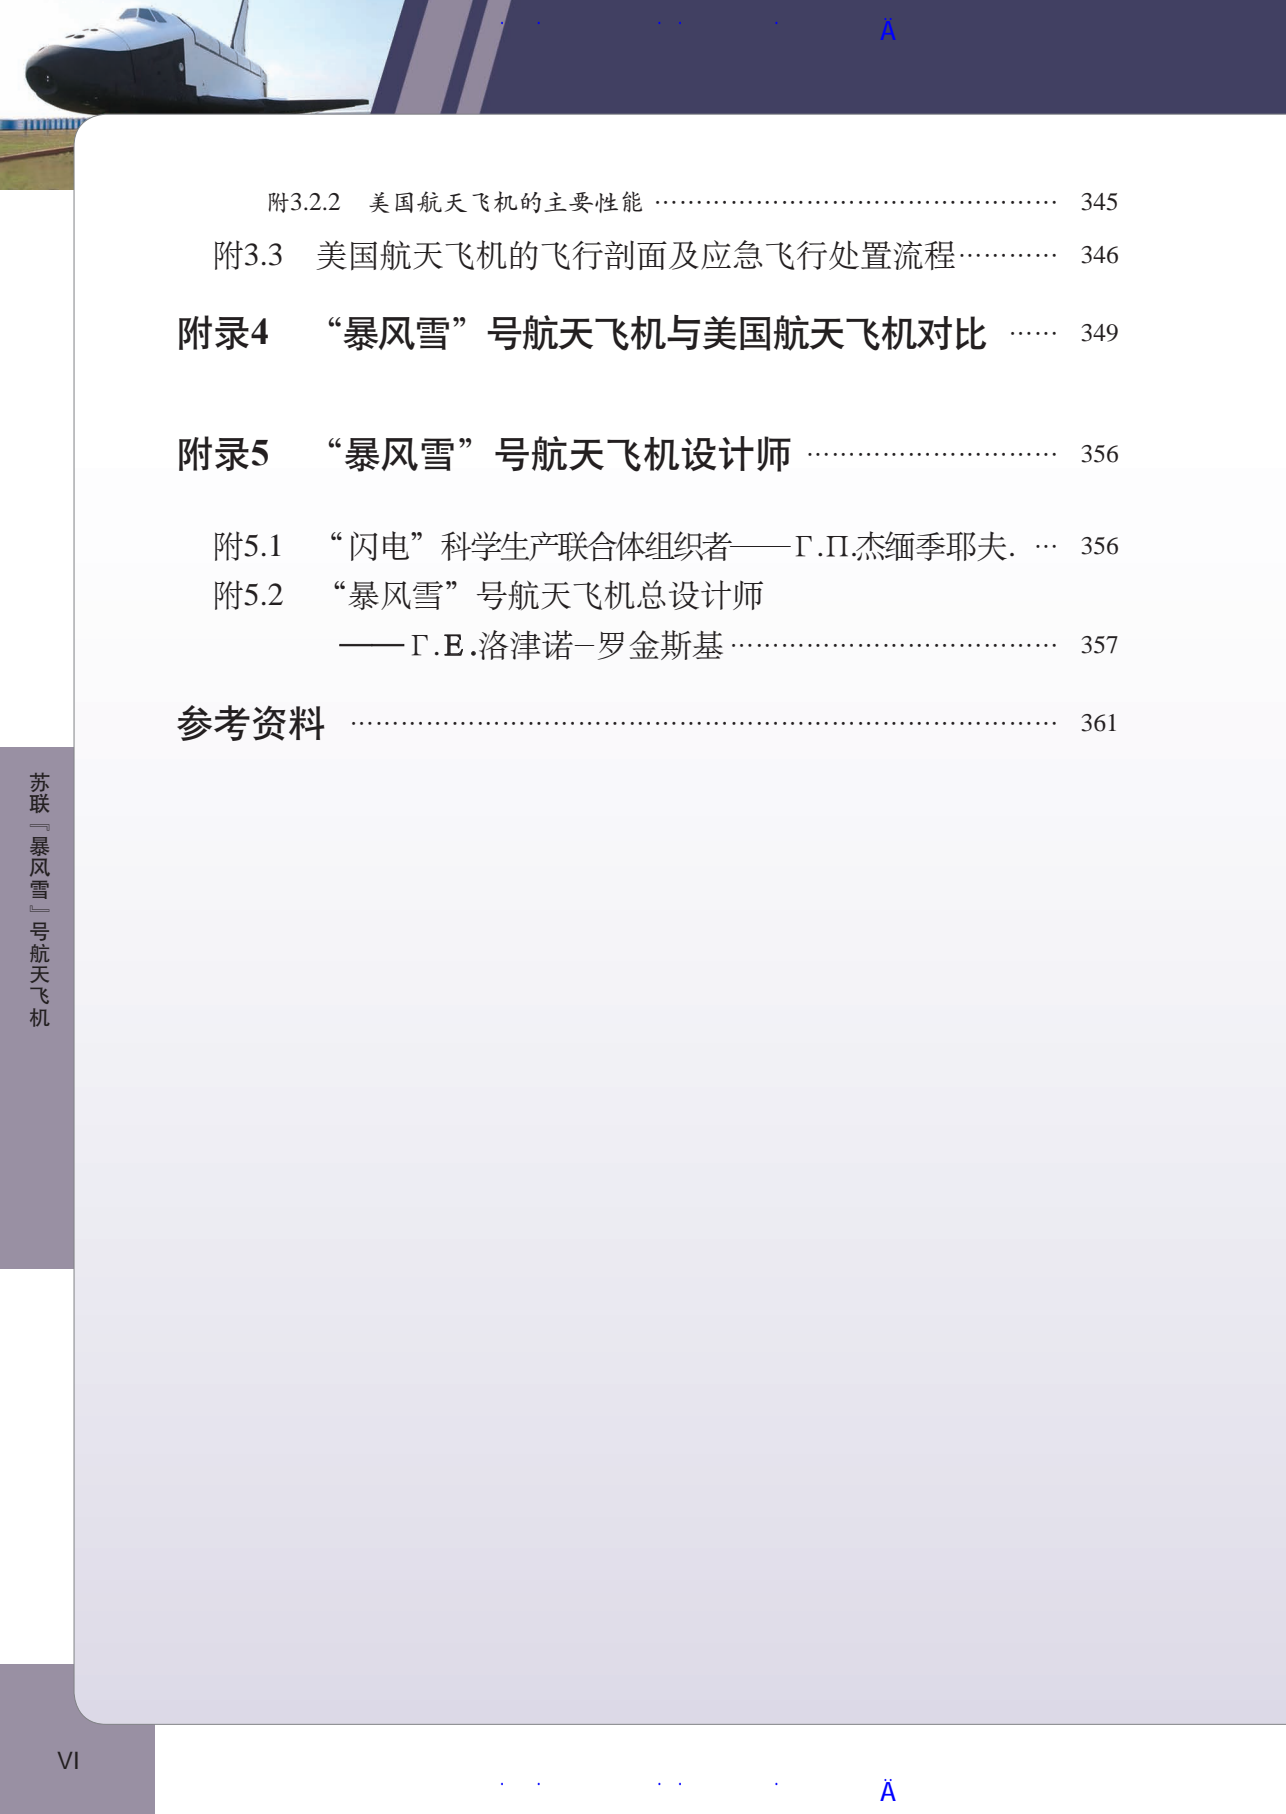 附3.2.2 美国航天飞机的主要性能 …………………………………………… 345
附3.3 美国航天飞机的飞行剖面及应急飞行处置流程………… 346
附录4 “暴风雪”号航天飞机与美国航天飞机对比 …… 349
附录5 “暴风雪”号航天飞机设计师 ………………………… 356
附5.1 “闪电”科学生产联合体组织者——Г.П.杰缅季耶夫. … 356
附5.2 “暴风雪”号航天飞机总设计师
——Г.Е.洛津诺-罗金斯基 ………………………………… 357
参考资料 ………………………………………………………………………… 361
苏联『暴风雪』号航天飞机
VI
Ä
Ä